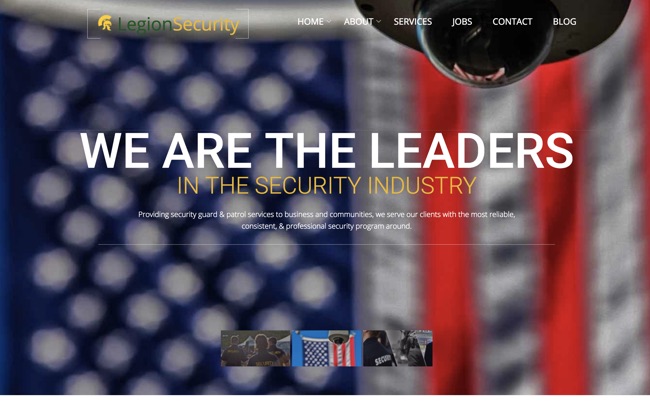 LegionSecurity
HOME ABOUT SERVICES JOBS CONTACT BLOG
WE ARE THE LEADERS
IN THE SECURITY INDUSTRY
Providing security guard & patrol services to business and communities, we serve our clients with the most reliable,
consistent, & professional security program around.
SECURITY